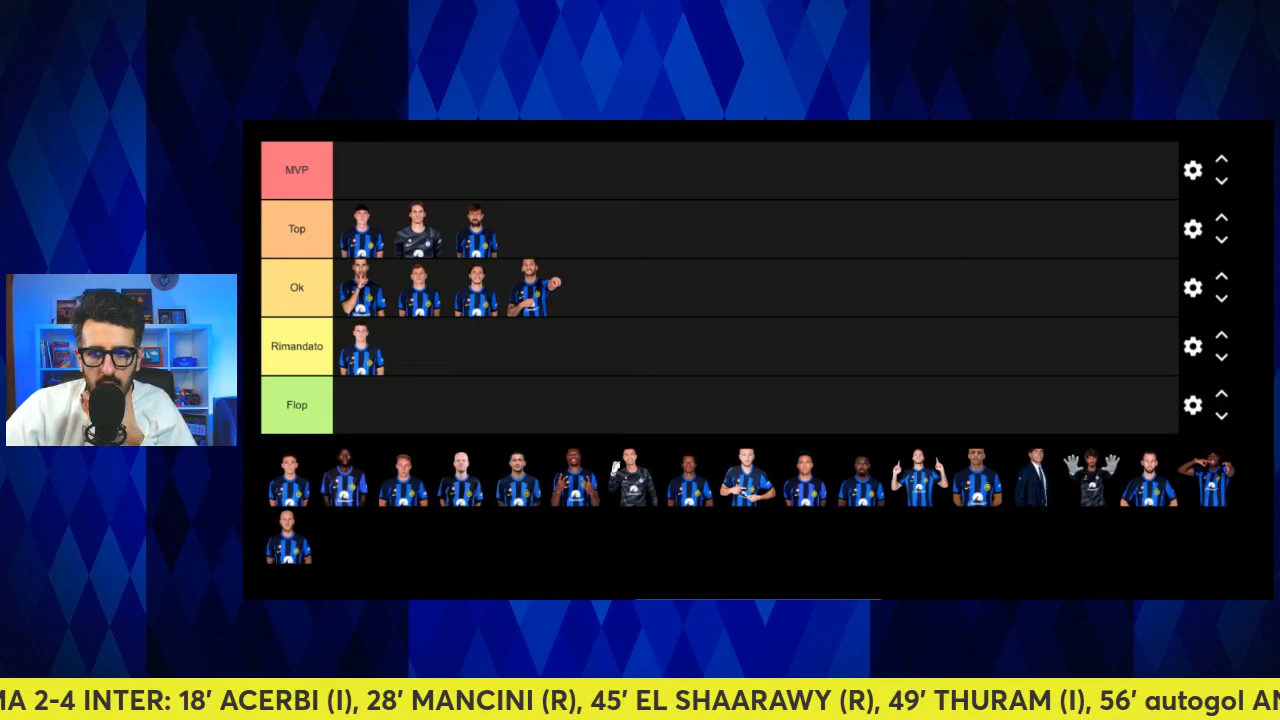 MVP
Top
Ok
Rimandato
Flop
MA 2-4 INTER: 18’ ACERBI (I), 28’ MANCINI (R), 45’ EL SHAARAWY (R), 49’ THURAM (I), 56’ autogol AN